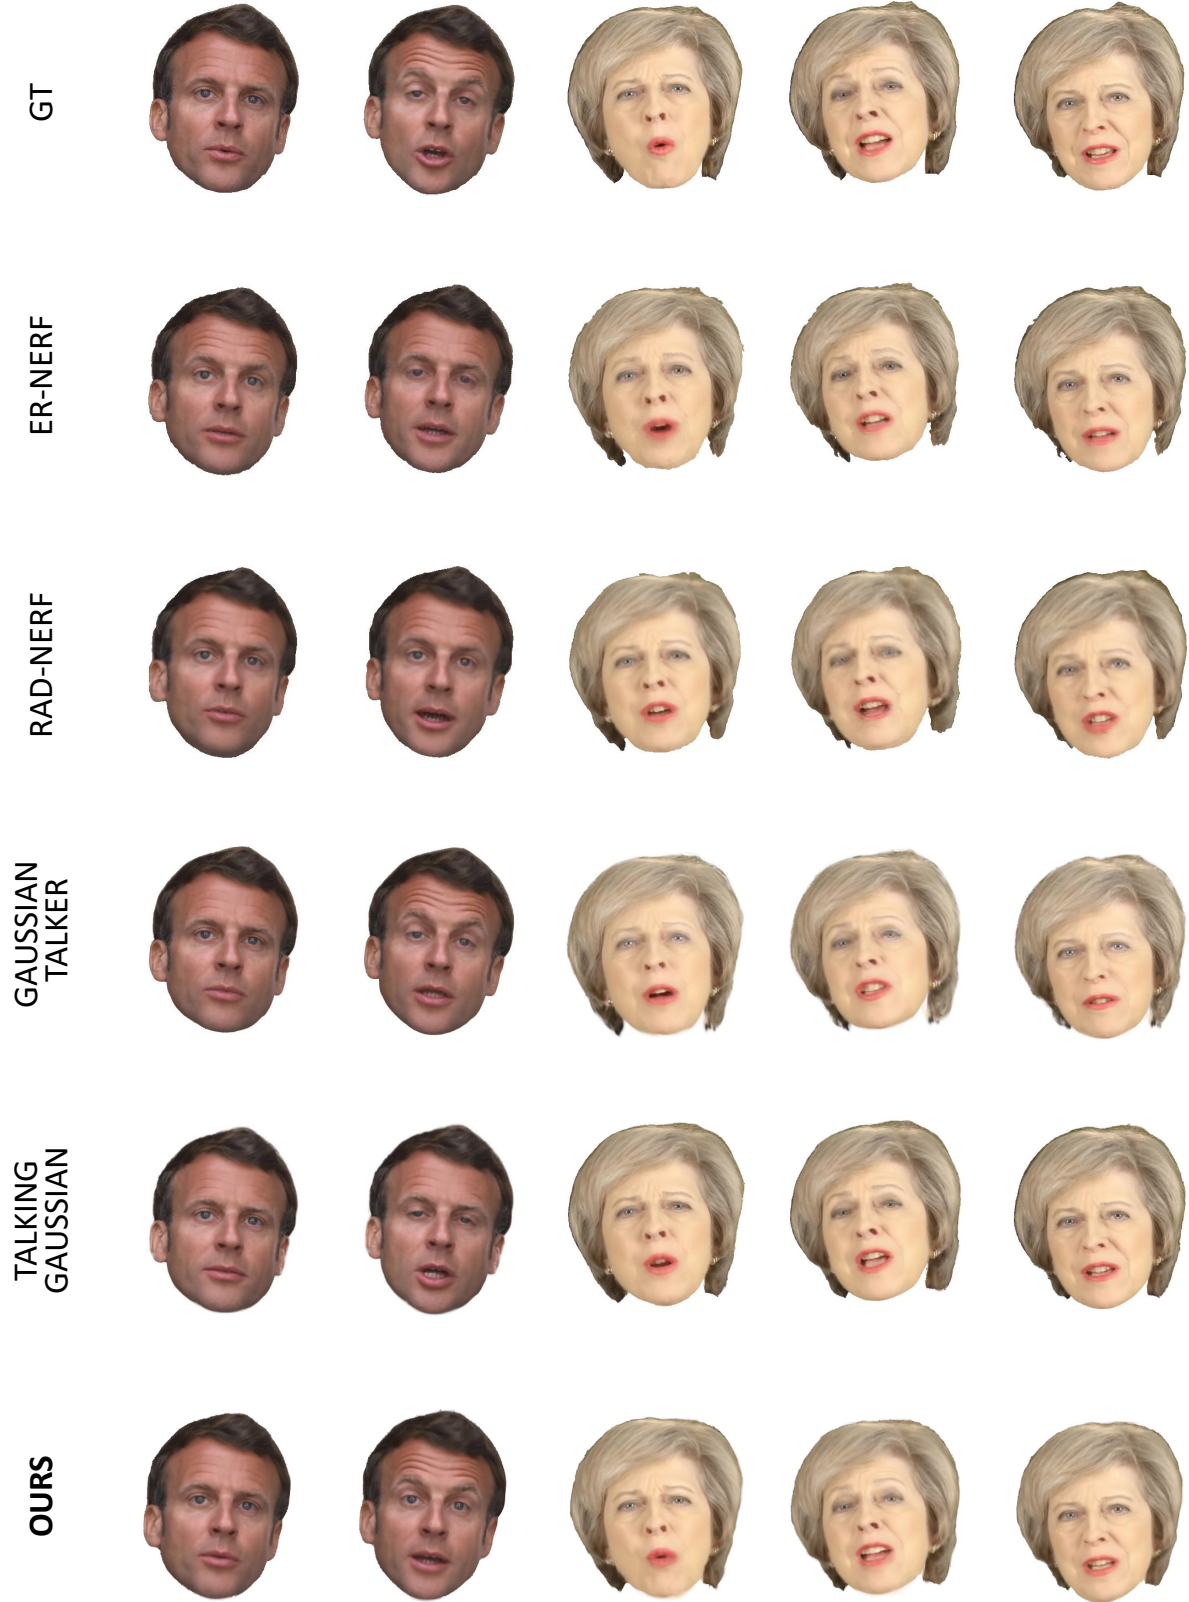 GT
ER-NERF
RAD-NERF
GAUSSIAN
TALKER
TALKING
GAUSSIAN
OURS